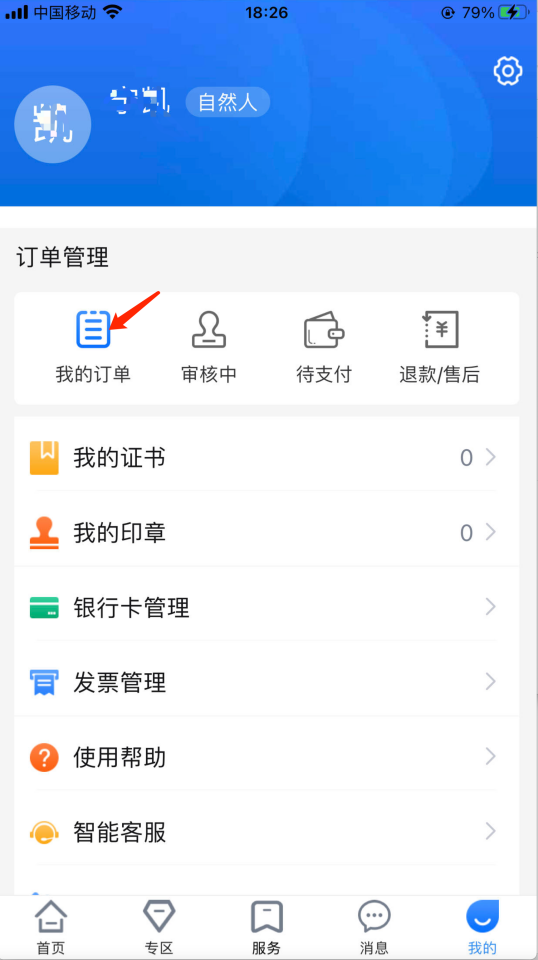 中国移动
18:26
79%
自然人
订单管理
我的订单
审核中
待支付
退款/售后
我的证书
0
我的印章
0
银行卡管理
发票管理
使用帮助
智能客服
首页
专区
服务
消息
我的